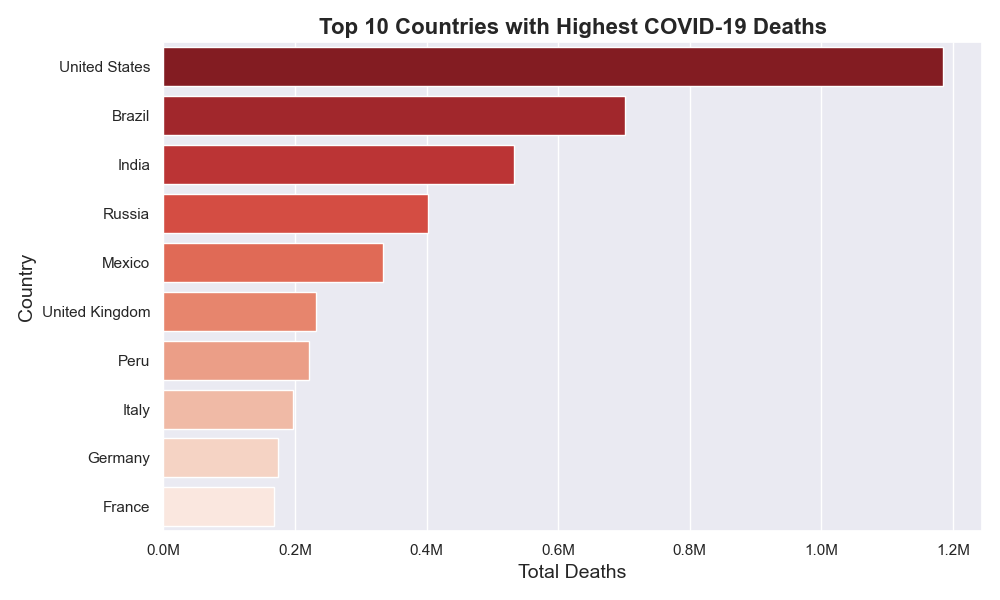 Top 10 Countries with Highest COVID-19 Deaths
Country
United States
Brazil
India
Russia
Mexico
United Kingdom
Peru
Italy
Germany
France
0.0M 0.2M 0.4M 0.6M 0.8M 1.0M 1.2M
Total Deaths